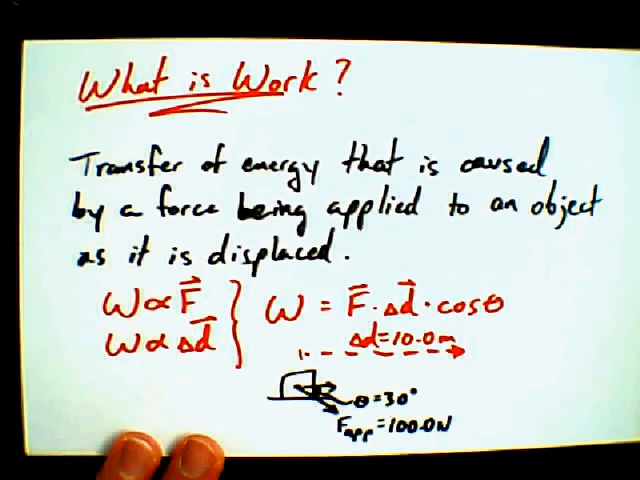 What is Work?
Transfer of energy that is caused
by a force being applied to an object
as it is displaced.
W ∝ F⃗ } W = F⃗ · Δd⃗ · cosθ
W ∝ Δd⃗
Δd = 10.0m
θ = 30°
Fapp = 100.0N